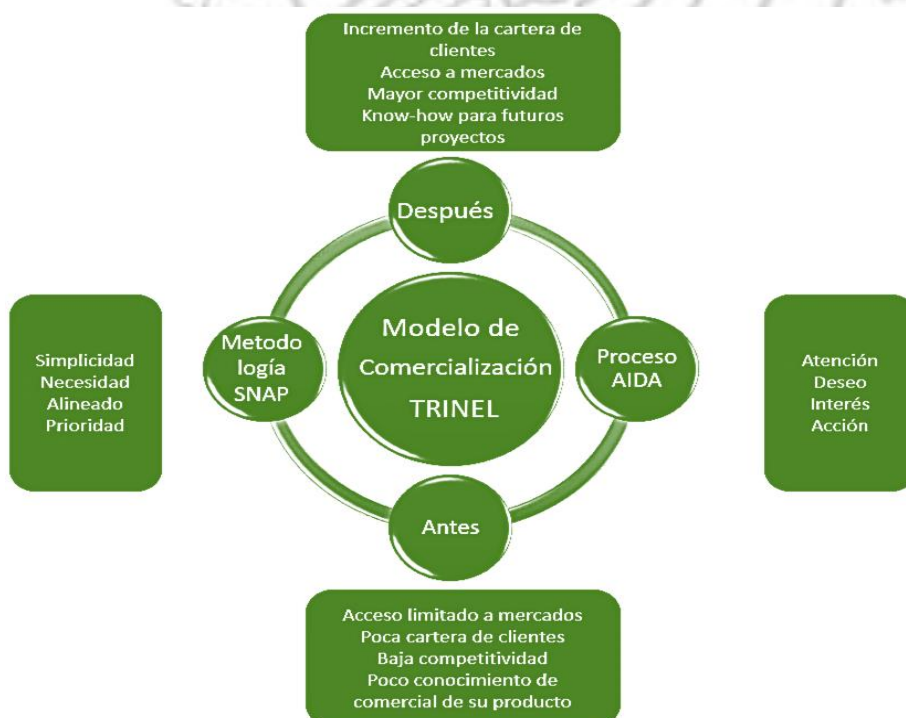 Incremento de la cartera de
clientes
Acceso a mercados
Mayor competitividad
Know-how para futuros
proyectos
Después
Simplicidad
Necesidad
Alineado
Prioridad
Metodo
logía
SNAP
Modelo de
Comercialización
TRINEL
Proceso
AIDA
Atención
Deseo
Interés
Acción
Antes
Acceso limitado a mercados
Poca cartera de clientes
Baja competitividad
Poco conocimiento de
comercial de su producto